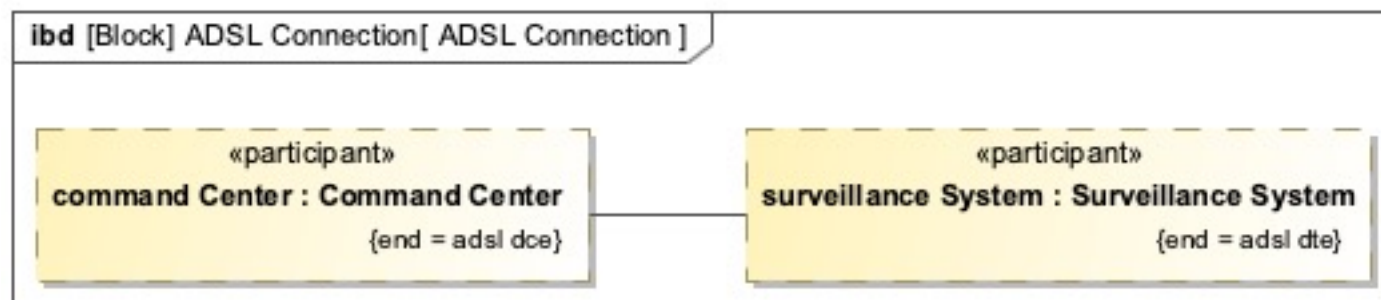 ibd [Block] ADSL Connection[ ADSL Connection ]
«participant»
command Center : Command Center
{end = adsl dce}
«participant»
surveillance System : Surveillance System
{end = adsl dte}